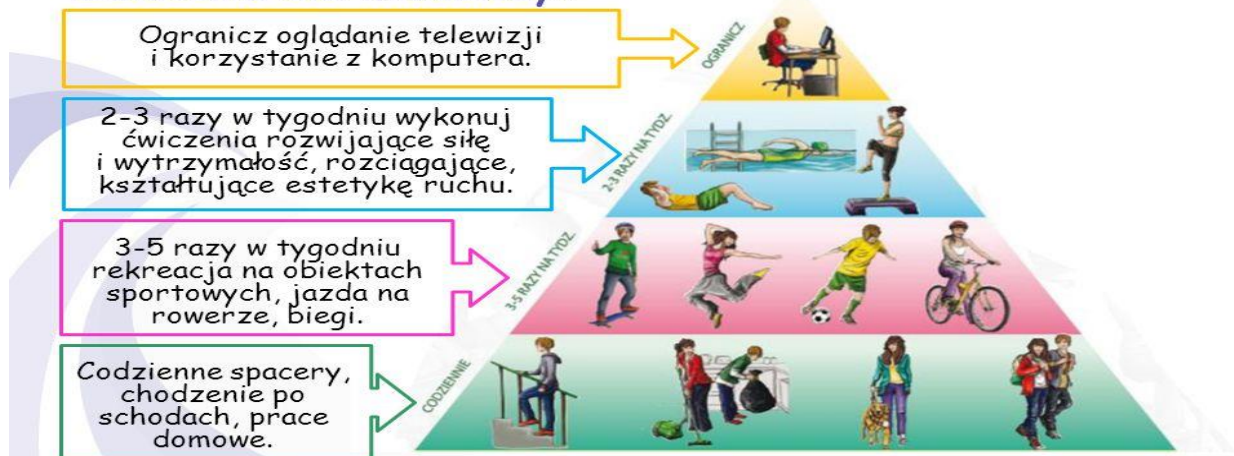 Ogranicz oglądanie telewizji
i korzystanie z komputera.
OGRANICZ
2-3 razy w tygodniu wykonuj
ćwiczenia rozwijające siłę
i wytrzymałość, rozciągające,
kształtujące estetykę ruchu.
2-3 RAZY NA TYDZ.
3-5 razy w tygodniu
rekreacja na obiektach
sportowych, jazda na
rowerze, biegi.
3-5 RAZY NA TYDZ.
Codzienne spacery,
chodzenie po
schodach, prace
domowe.
CODZIENNIE